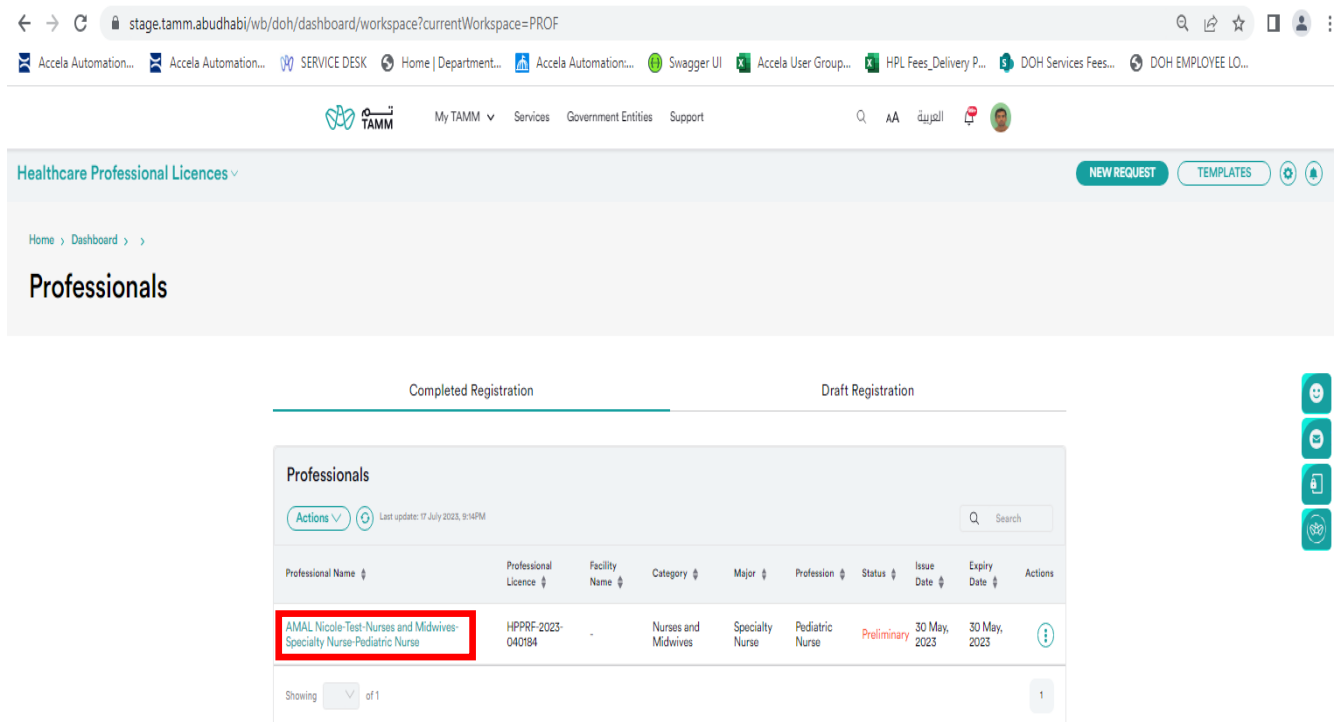 stage.tamm.abudhabi/wb/doh/dashboard/workspace?currentWorkspace=PROF
Accela Automation... Accela Automation... SERVICE DESK Home | Department... Accela Automation:... Swagger UI Accela User Group... HPL Fees_Delivery P... DOH Services Fees... DOH EMPLOYEE LO...
تم
TAMM
My TAMM Services Government Entities Support AA العربية
Healthcare Professional Licences NEW REQUEST TEMPLATES
Home > Dashboard > >
Professionals
Completed Registration Draft Registration
Professionals
Actions Last update: 17 July 2023, 9:14PM Search
Professional Name Professional Licence Facility Name Category Major Profession Status Issue Date Expiry Date Actions
AMAL Nicole-Test-Nurses and Midwives-
Specialty Nurse-Pediatric Nurse
HPPRF-2023-
040184
-
Nurses and
Midwives
Specialty
Nurse
Pediatric
Nurse
Preliminary
30 May,
2023
30 May,
2023
Showing of 1 1